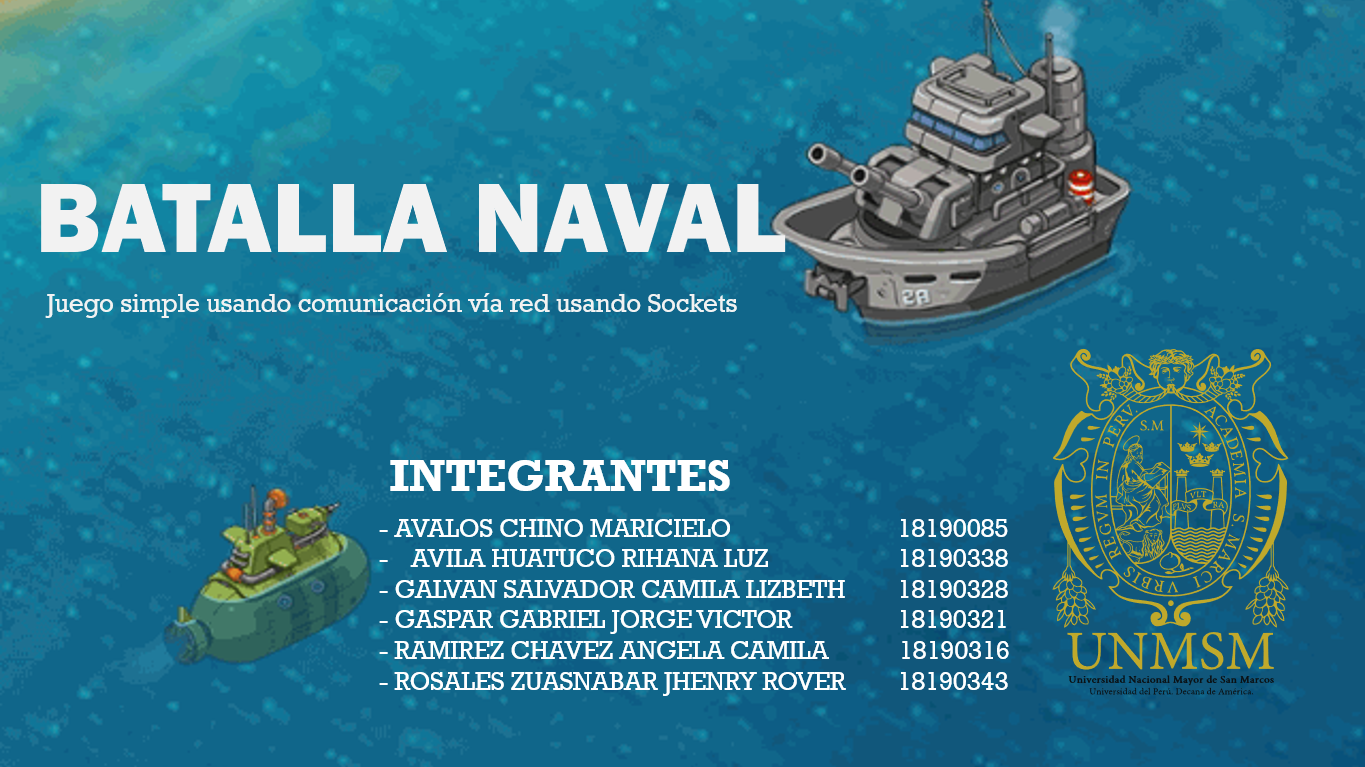 BATALLA NAVAL
Juego simple usando comunicación vía red usando Sockets
28
INTEGRANTES
- AVALOS CHINO MARICIELO 18190085
- AVILA HUATUCO RIHANA LUZ 18190338
- GALVAN SALVADOR CAMILA LIZBETH 18190328
- GASPAR GABRIEL JORGE VICTOR 18190321
- RAMIREZ CHAVEZ ANGELA CAMILA 18190316
- ROSALES ZUASNABAR JHENRY ROVER 18190343
ACADEMIA S. MARCI VRBIS REGVM IN PERV
S.M
UNMSM
Universidad Nacional Mayor de San Marcos
Universidad del Perú. Decana de América.